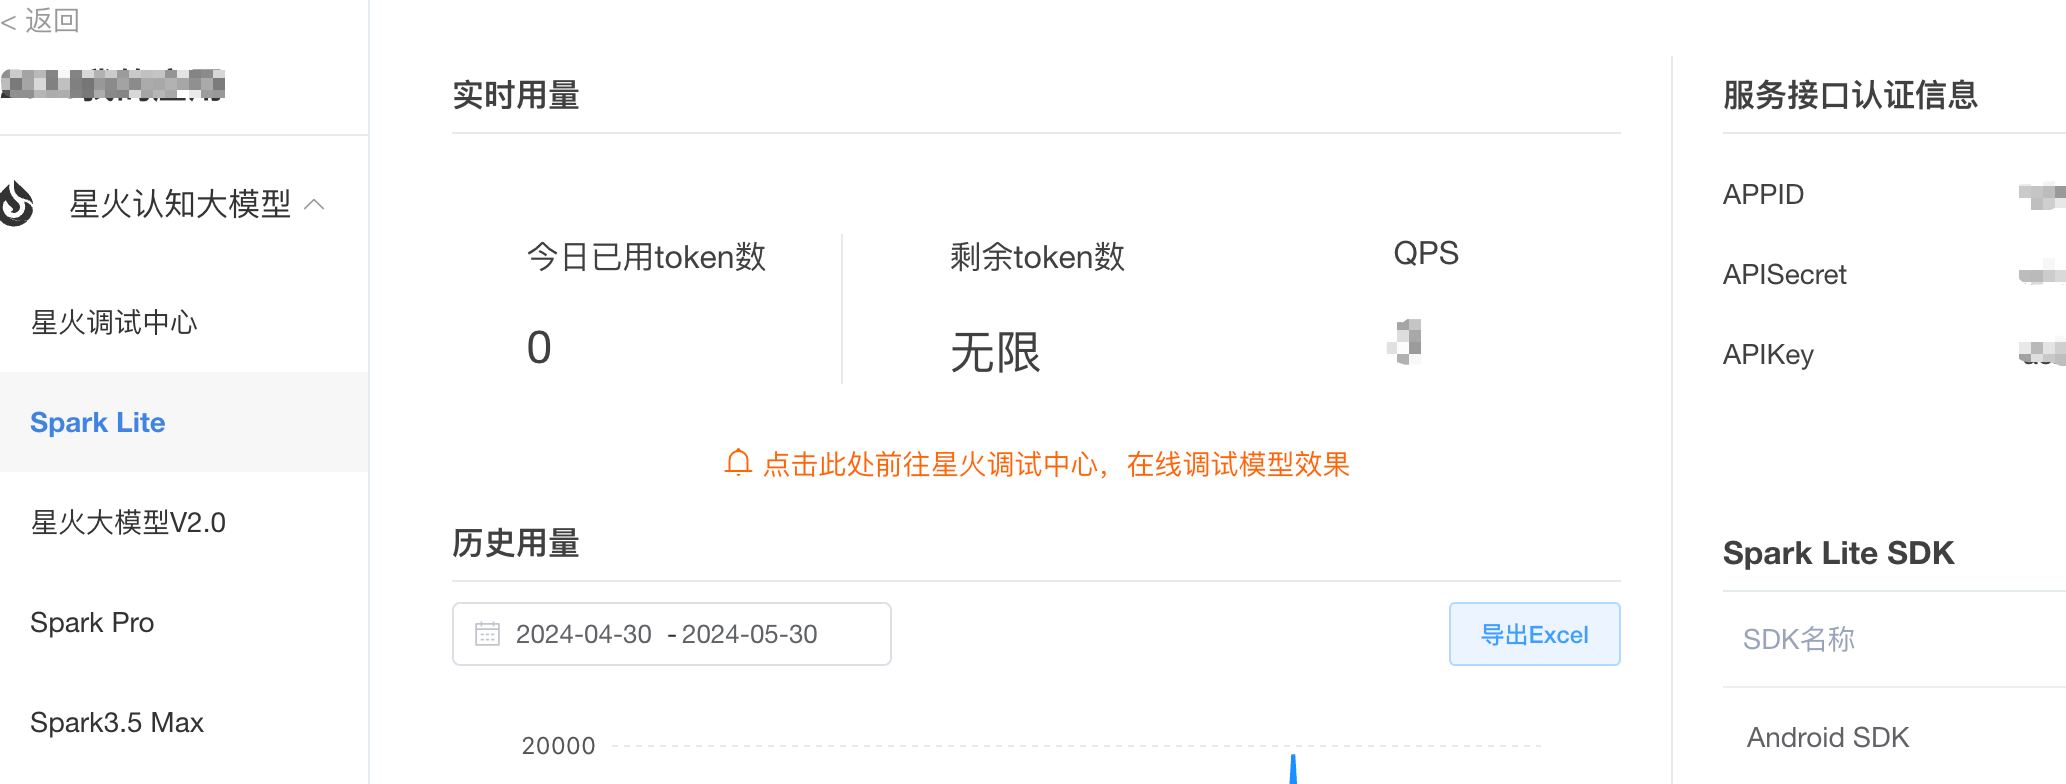 < 返回
星火认知大模型
星火调试中心
Spark Lite
星火大模型V2.0
Spark Pro
Spark3.5 Max
实时用量
今日已用token数
0
剩余token数
无限
QPS
点击此处前往星火调试中心，在线调试模型效果
历史用量
2024-04-30 - 2024-05-30
导出Excel
20000
服务接口认证信息
APPID
APISecret
APIKey
Spark Lite SDK
SDK名称
Android SDK